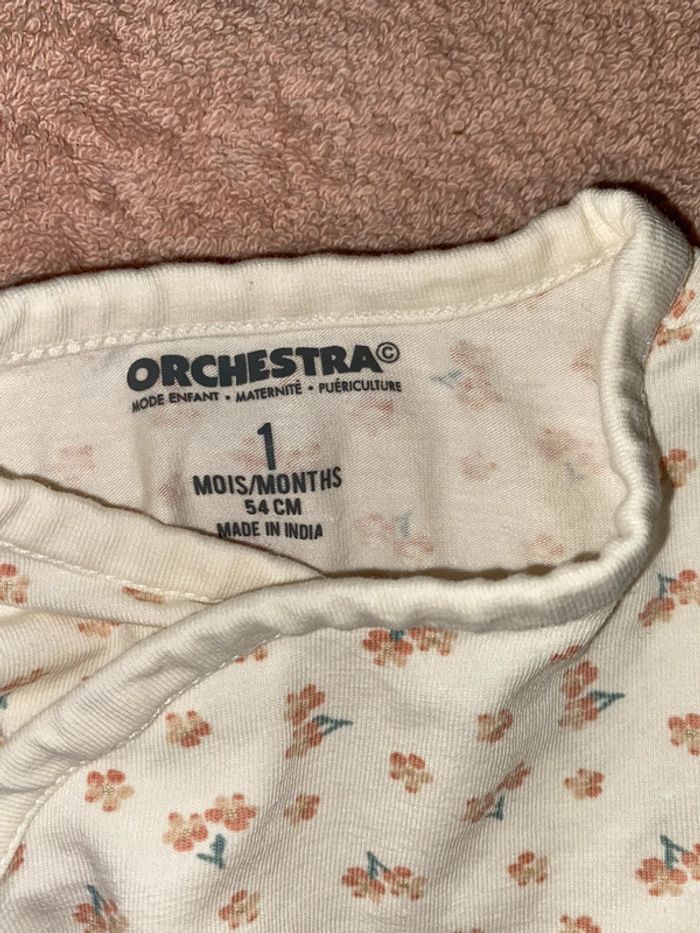 ORCHESTRA©
MODE ENFANT • MATERNITÉ • PUÉRICULTURE
1
MOIS/MONTHS
54 CM
MADE IN INDIA